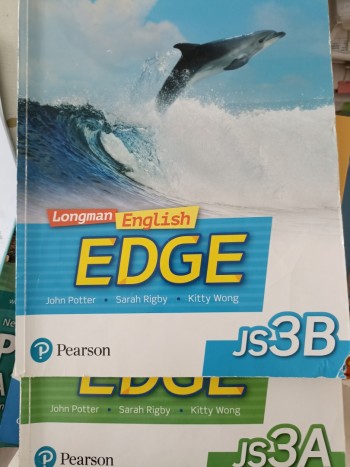 Longman English
EDGE
John Potter • Sarah Rigby • Kitty Wong
JS3B
Pearson
EDGE
John Potter • Sarah Rigby • Kitty Wong
JS3A
Pearson